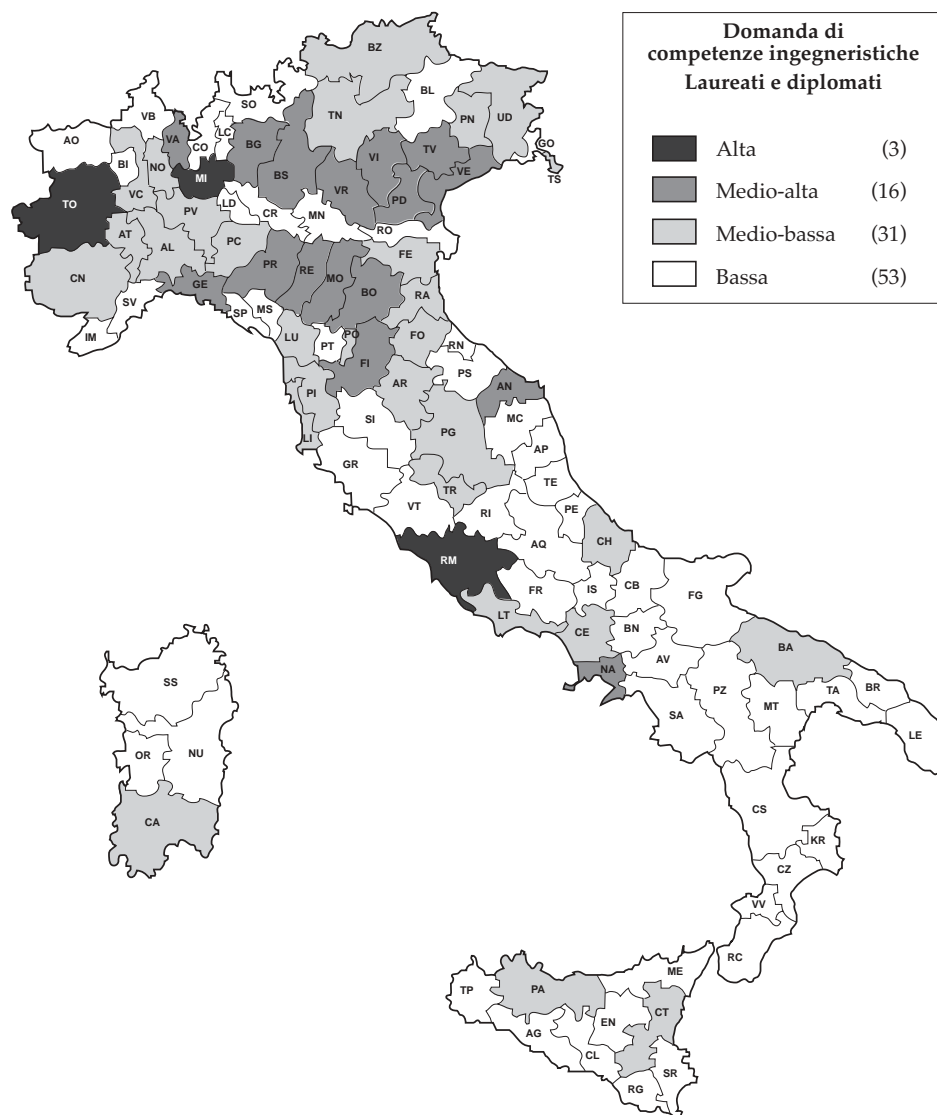 Domanda di
competenze ingegneristiche
Laureati e diplomati
Alta (3)
Medio-alta (16)
Medio-bassa (31)
Bassa (53)
BZ
SO
BL
VB
TN
PN
UD
AO
VA
CO
LC
BG
GO
TS
BI
NO
MI
BS
VI
TV
VE
TO
VC
VR
PD
PV
LD
CR
MN
RO
AT
AL
PC
FE
CN
GE
PR
RE
MO
BO
RA
SV
SP
MS
IM
LU
PT
PO
FO
RN
FI
PS
PI
AR
AN
LI
SI
PG
MC
AP
GR
TR
TE
VT
RI
PE
AQ
CH
RM
FR
IS
CB
FG
LT
CE
BN
BA
NA
AV
SS
PZ
MT
TA
BR
SA
LE
OR
NU
CA
CS
KR
CZ
VV
RC
ME
TP
PA
EN
CT
AG
CL
SR
RG